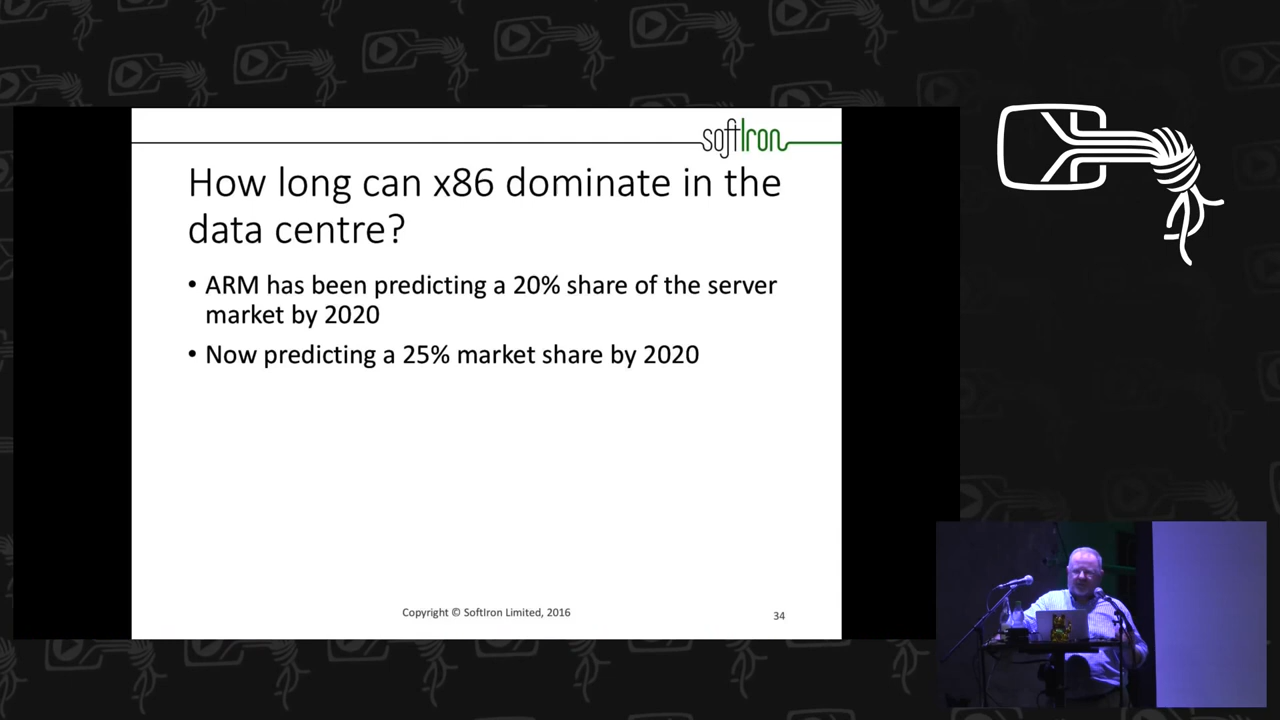 softIron
How long can x86 dominate in the
data centre?
• ARM has been predicting a 20% share of the server
market by 2020
• Now predicting a 25% market share by 2020
Copyright © SoftIron Limited, 2016
34